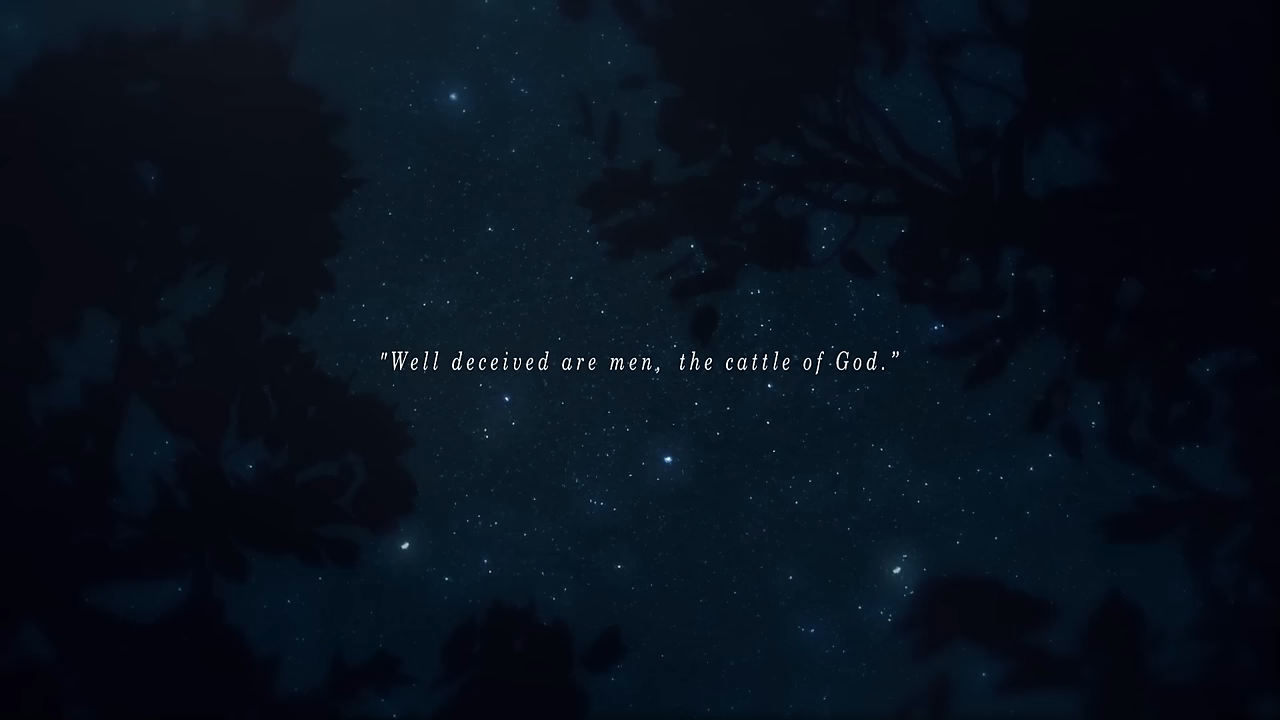 "Well deceived are men, the cattle of God.”